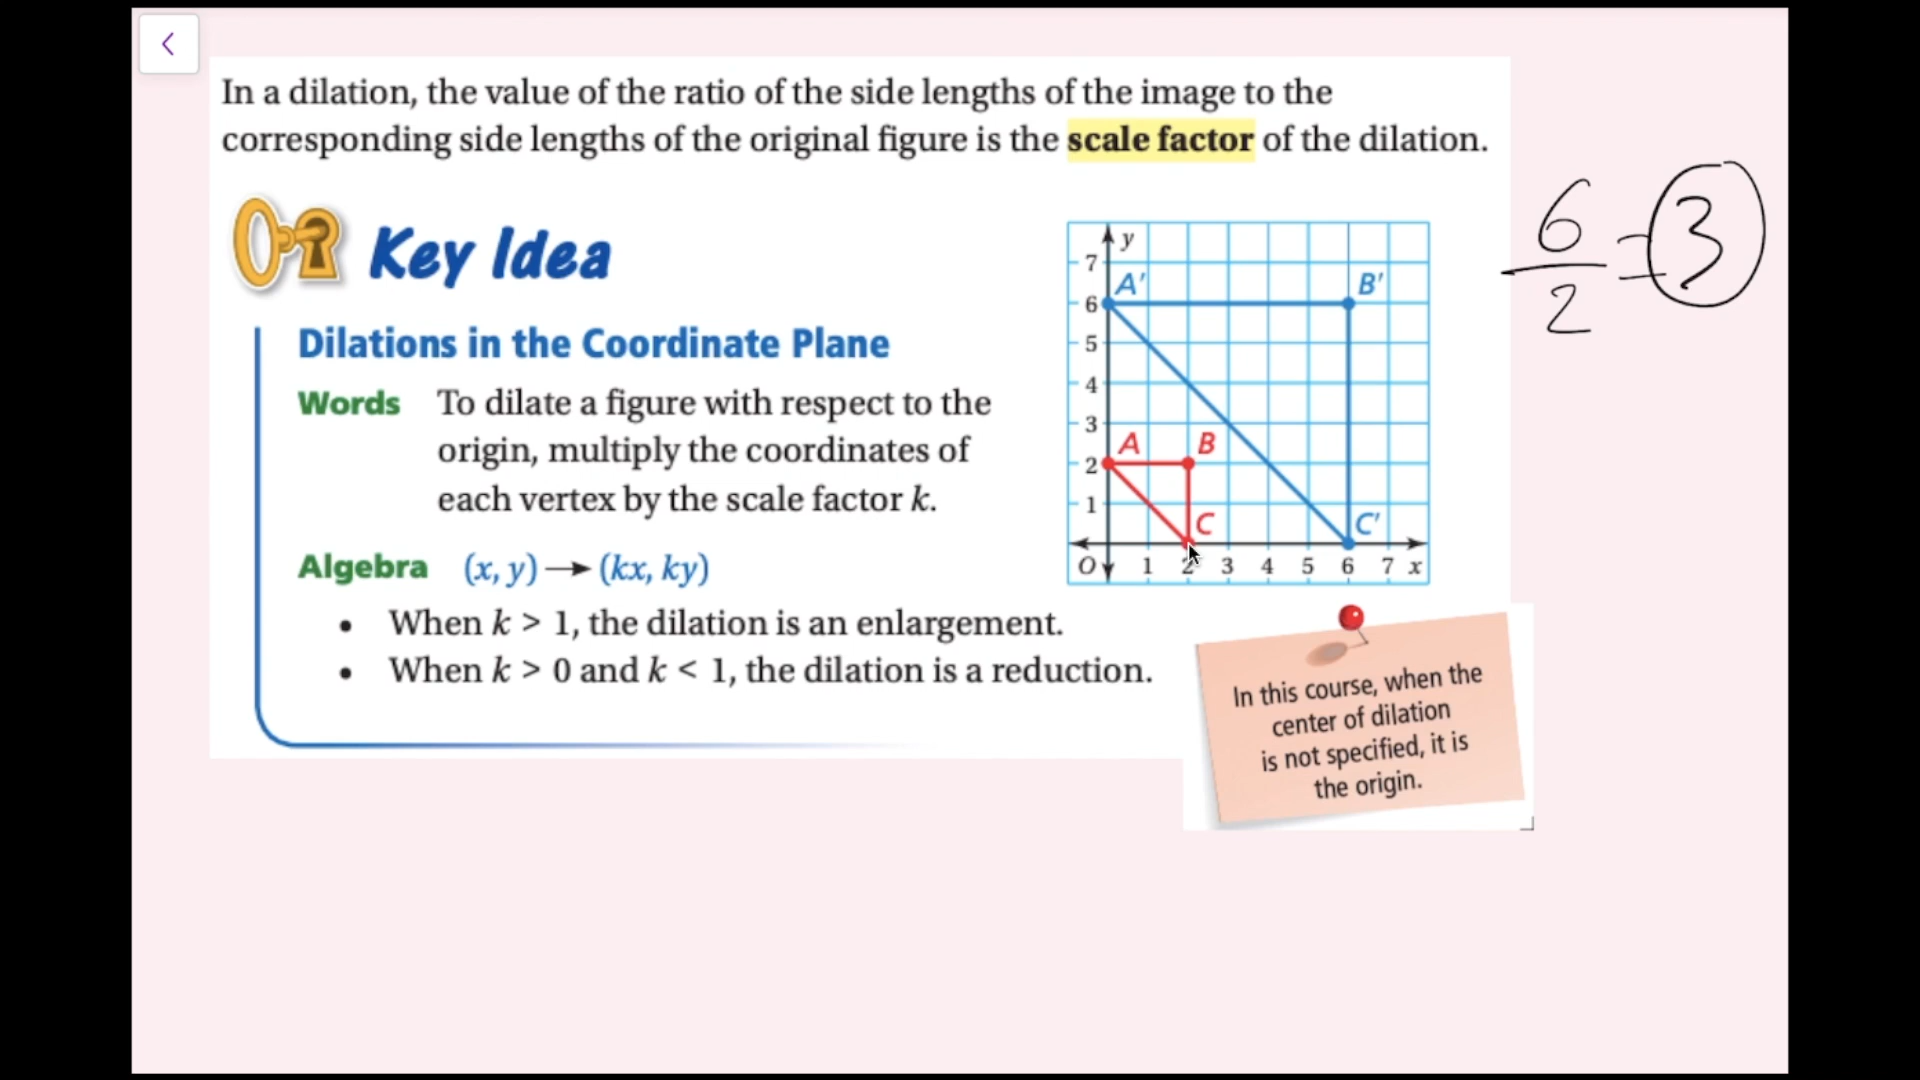 In a dilation, the value of the ratio of the side lengths of the image to the
corresponding side lengths of the original figure is the scale factor of the dilation.
Key Idea
Dilations in the Coordinate Plane
Words To dilate a figure with respect to the
origin, multiply the coordinates of
each vertex by the scale factor k.
Algebra (x, y) → (kx, ky)
• When k > 1, the dilation is an enlargement.
• When k > 0 and k < 1, the dilation is a reduction.
y
7
A' B'
6
5
4
3
A B
2
1
C C'
O 1 2 3 4 5 6 7 x
6/2 = 3
In this course, when the
center of dilation
is not specified, it is
the origin.